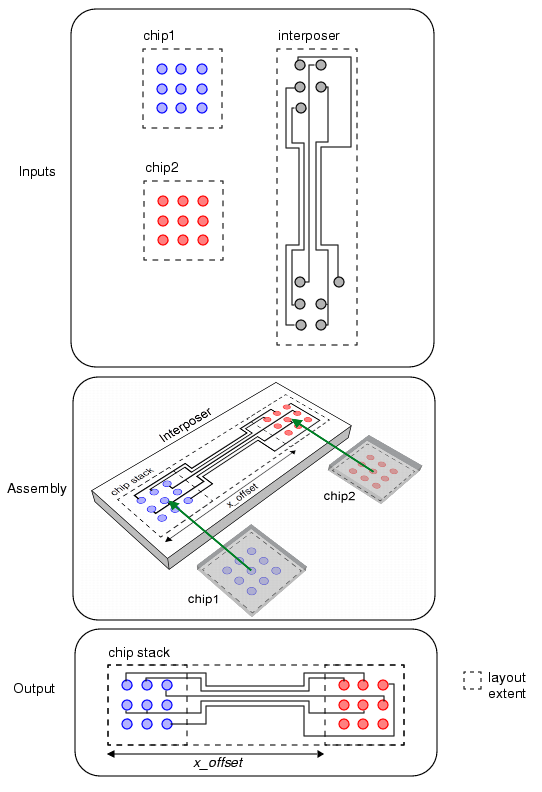 chip1
interposer
Inputs
chip2
Interposer
chip stack
Assembly
x_offset
chip2
chip1
chip stack
Output
layout
extent
x_offset